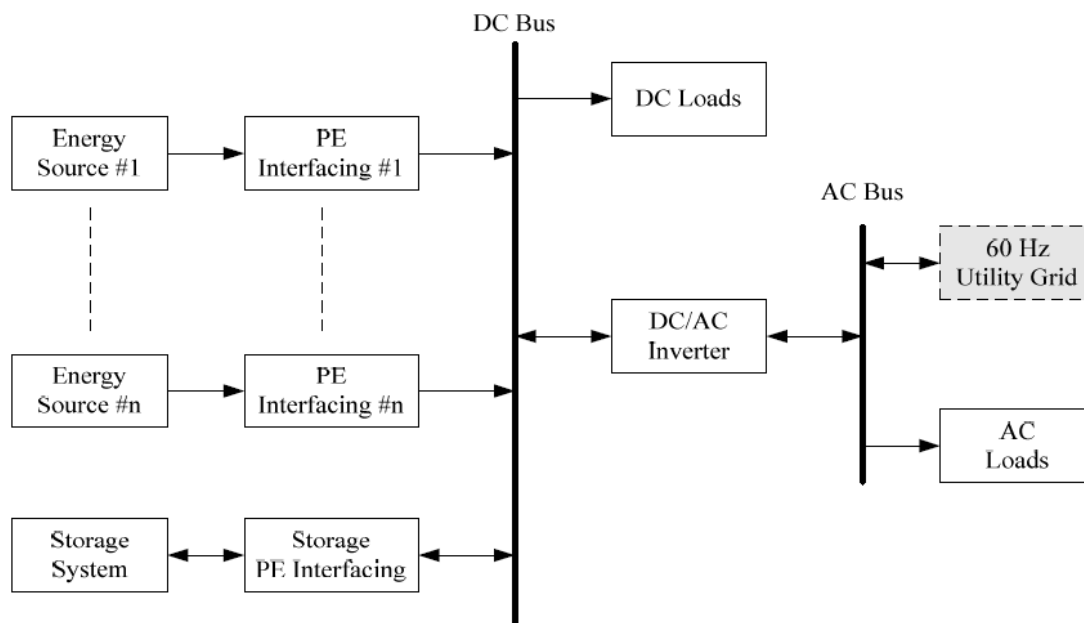 DC Bus
DC Loads
Energy
Source #1
PE
Interfacing #1
AC Bus
60 Hz
Utility Grid
DC/AC
Inverter
Energy
Source #n
PE
Interfacing #n
AC
Loads
Storage
System
Storage
PE Interfacing